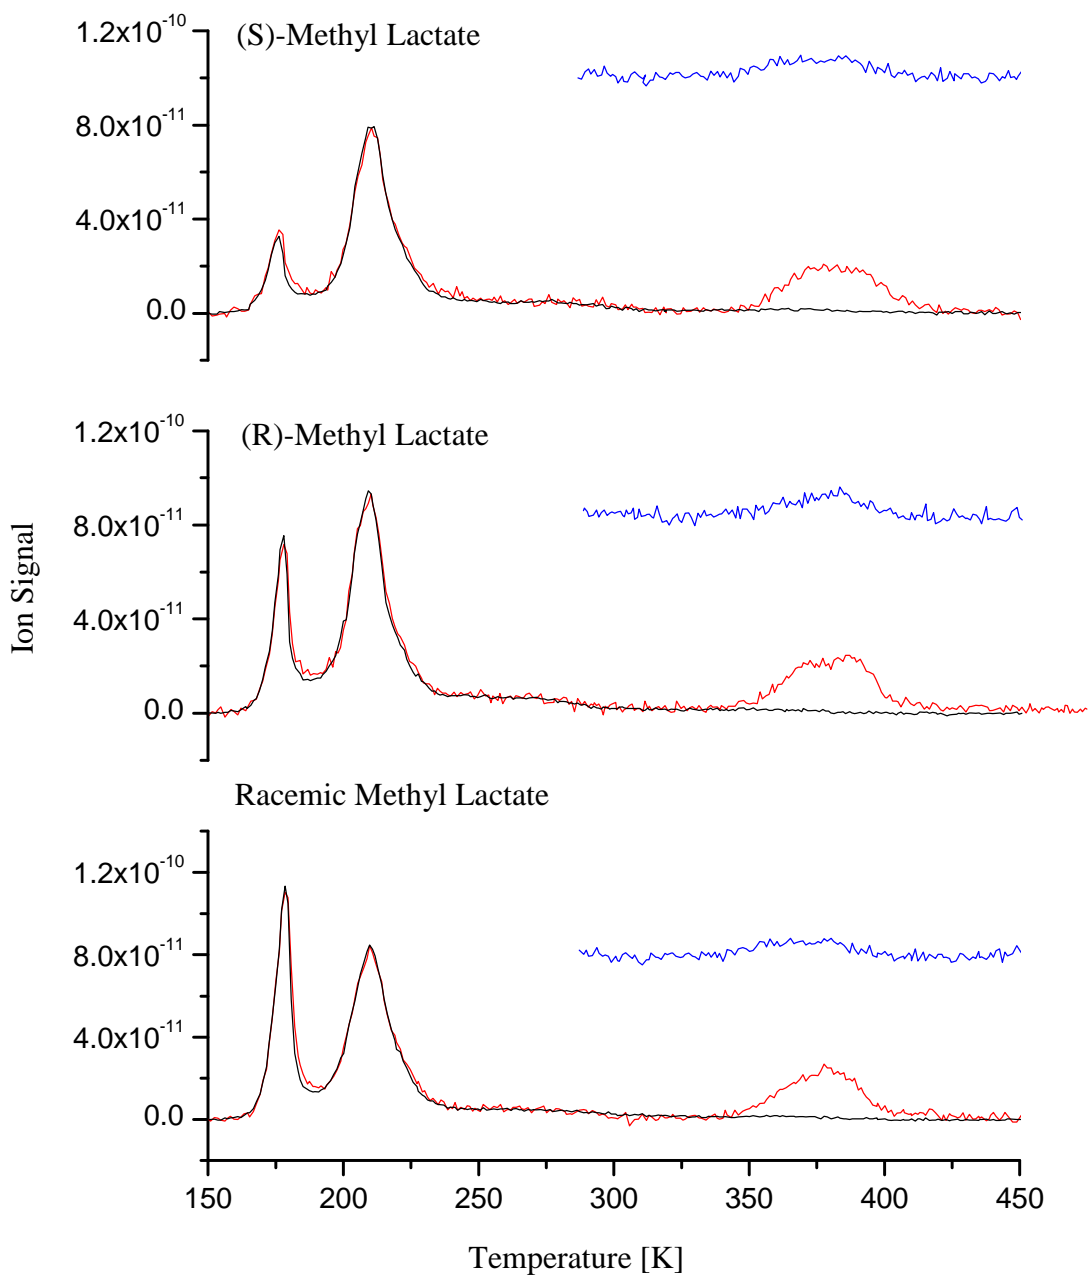 (S)-Methyl Lactate
1.2x10⁻¹⁰
8.0x10⁻¹¹
4.0x10⁻¹¹
0.0
(R)-Methyl Lactate
1.2x10⁻¹⁰
8.0x10⁻¹¹
4.0x10⁻¹¹
0.0
Ion Signal
Racemic Methyl Lactate
1.2x10⁻¹⁰
8.0x10⁻¹¹
4.0x10⁻¹¹
0.0
150 200 250 300 350 400 450
Temperature [K]